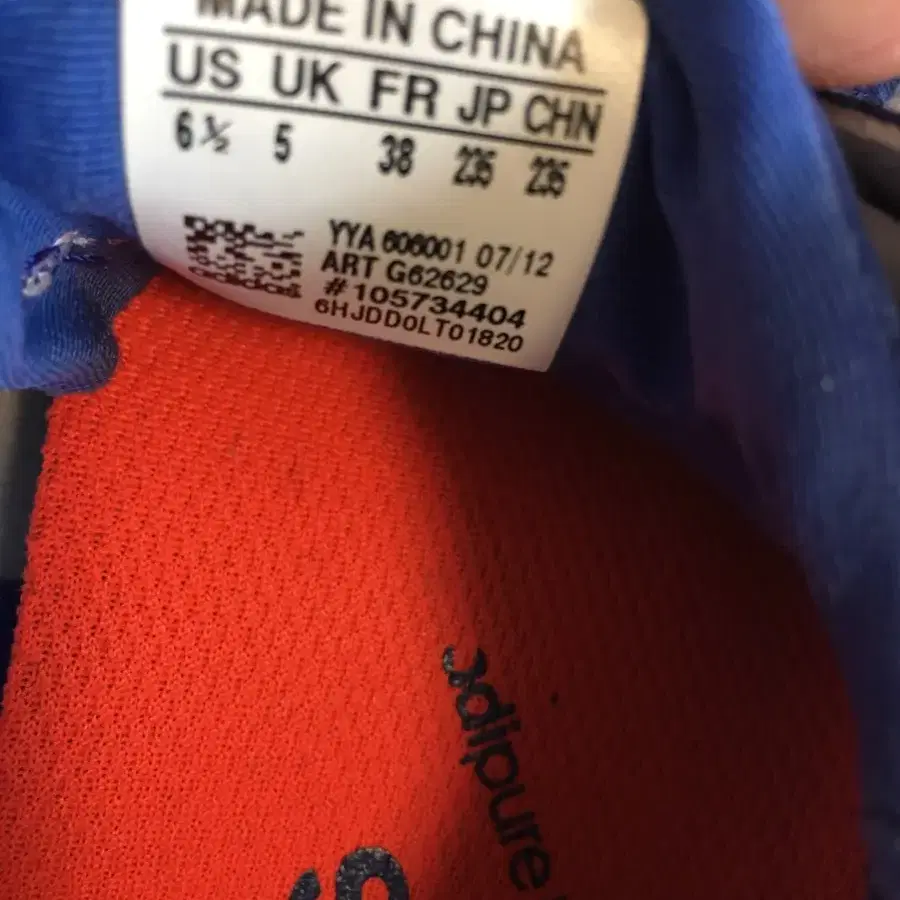 MADE IN CHINA
US UK FR JP CHN
6½ 5 38 235 235
YYA 606001 07/12
ART G62629
#105734404
6HJDD0LT01820
adidas
adipure